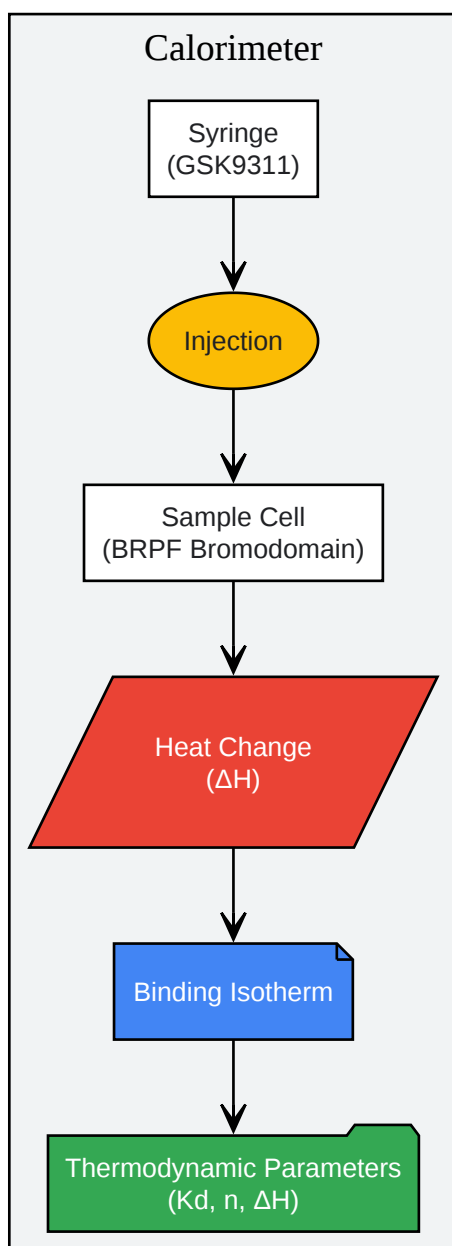 Calorimeter
Syringe
(GSK9311)
Injection
Sample Cell
(BRPF Bromodomain)
Heat Change
(ΔH)
Binding Isotherm
Thermodynamic Parameters
(Kd, n, ΔH)